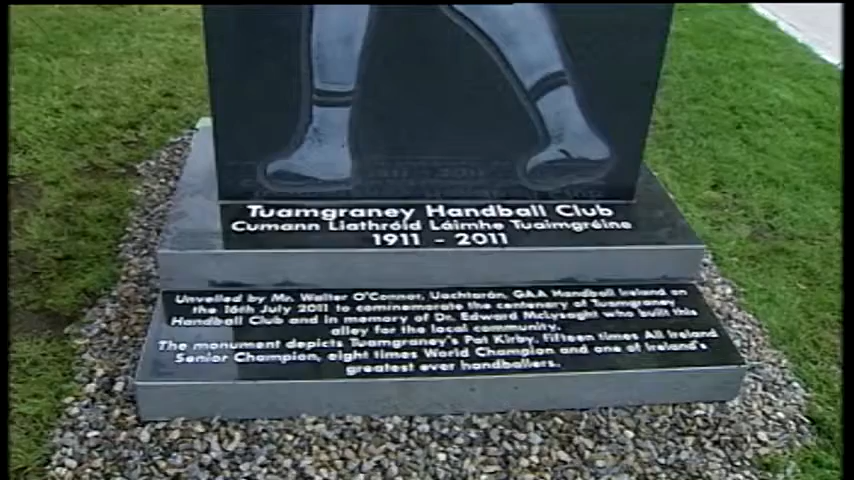 Tuamgraney Handball Club
Cumann Liathróid Láimhe Tuaimgréine
1911 - 2011
Unveiled by Mr. Walter O'Connor, Uachtarán, GAA Handball Ireland on
the 16th July 2011 to commemorate the centenary of Tuamgraney
Handball Club and in memory of Dr. Edward McLysaght who built this
alley for the local community.
The monument depicts Tuamgraney's Pat Kirby, fifteen times All Ireland
Senior Champion, eight times World Champion and one of Ireland's
greatest ever handballers.